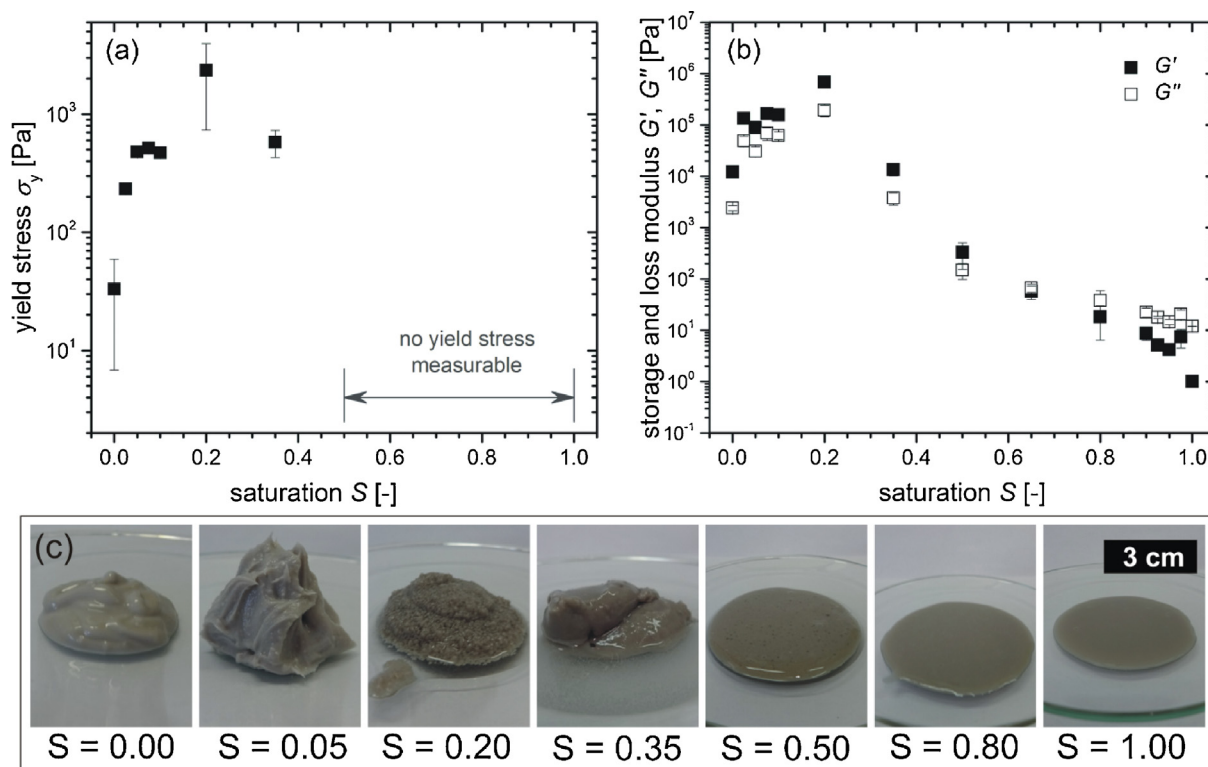 (a)
yield stress σy [Pa]
10³
10²
10¹
no yield stress
measurable
0.0 0.2 0.4 0.6 0.8 1.0
saturation S [-]
(b)
storage and loss modulus G', G" [Pa]
10⁷
10⁶
10⁵
10⁴
10³
10²
10¹
10⁰
10⁻¹
G'
G"
0.0 0.2 0.4 0.6 0.8 1.0
saturation S [-]
(c)
3 cm
S = 0.00 S = 0.05 S = 0.20 S = 0.35 S = 0.50 S = 0.80 S = 1.00